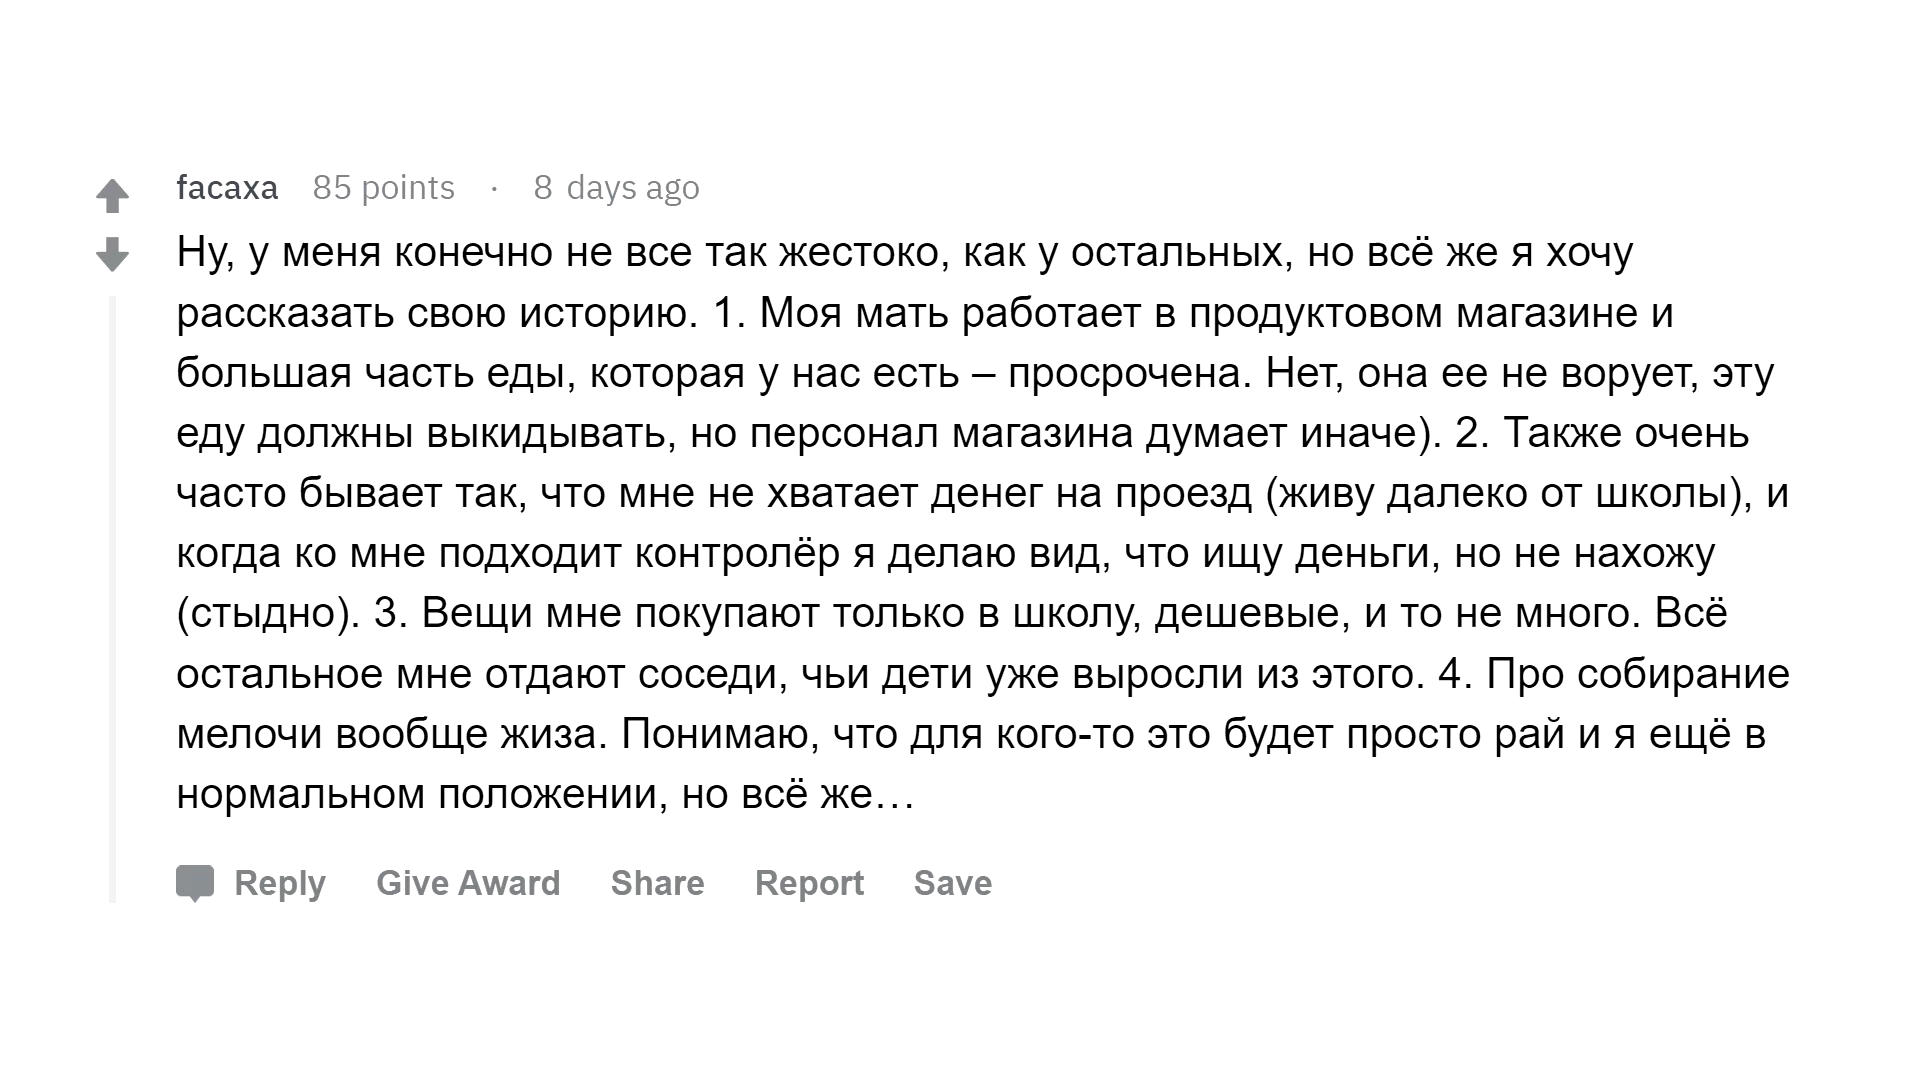 facaxa 85 points · 8 days ago
Ну, у меня конечно не все так жестоко, как у остальных, но всё же я хочу
рассказать свою историю. 1. Моя мать работает в продуктовом магазине и
большая часть еды, которая у нас есть – просрочена. Нет, она ее не ворует, эту
еду должны выкидывать, но персонал магазина думает иначе). 2. Также очень
часто бывает так, что мне не хватает денег на проезд (живу далеко от школы), и
когда ко мне подходит контролёр я делаю вид, что ищу деньги, но не нахожу
(стыдно). 3. Вещи мне покупают только в школу, дешевые, и то не много. Всё
остальное мне отдают соседи, чьи дети уже выросли из этого. 4. Про собирание
мелочи вообще жиза. Понимаю, что для кого-то это будет просто рай и я ещё в
нормальном положении, но всё же…
Reply Give Award Share Report Save